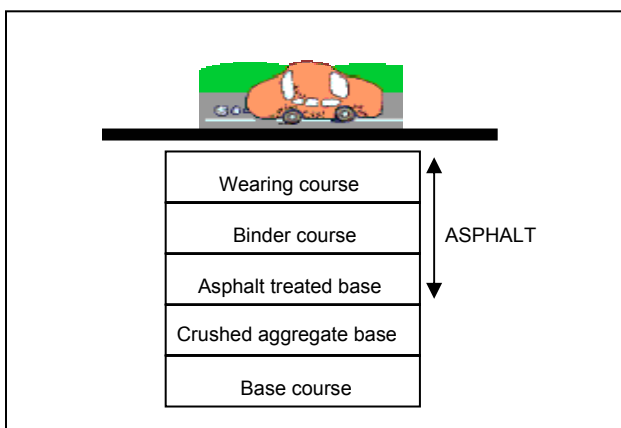 Wearing course
Binder course
ASPHALT
Asphalt treated base
Crushed aggregate base
Base course